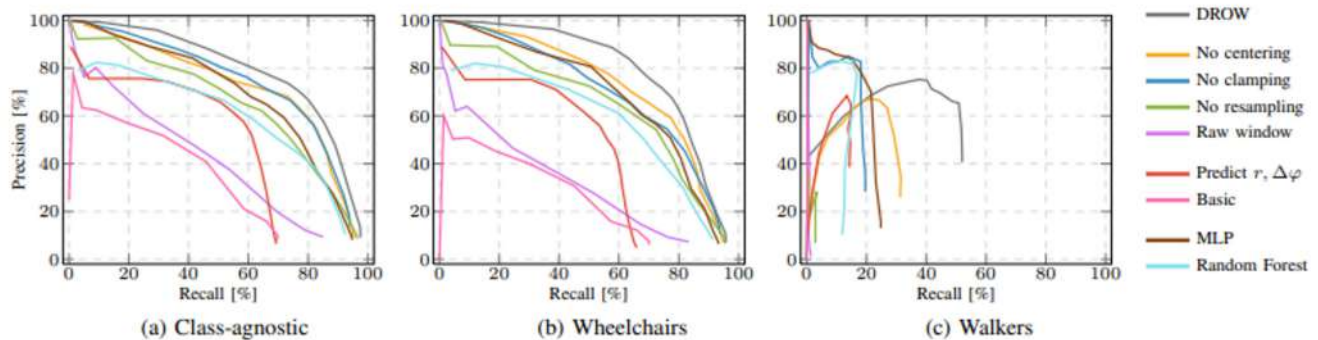 100
80
60
40
20
0
Precision [%]
0 20 40 60 80 100
Recall [%]
(a) Class-agnostic
100
80
60
40
20
0
0 20 40 60 80 100
Recall [%]
(b) Wheelchairs
100
80
60
40
20
0
0 20 40 60 80 100
Recall [%]
(c) Walkers
DROW
No centering
No clamping
No resampling
Raw window
Predict r, Δφ
Basic
MLP
Random Forest